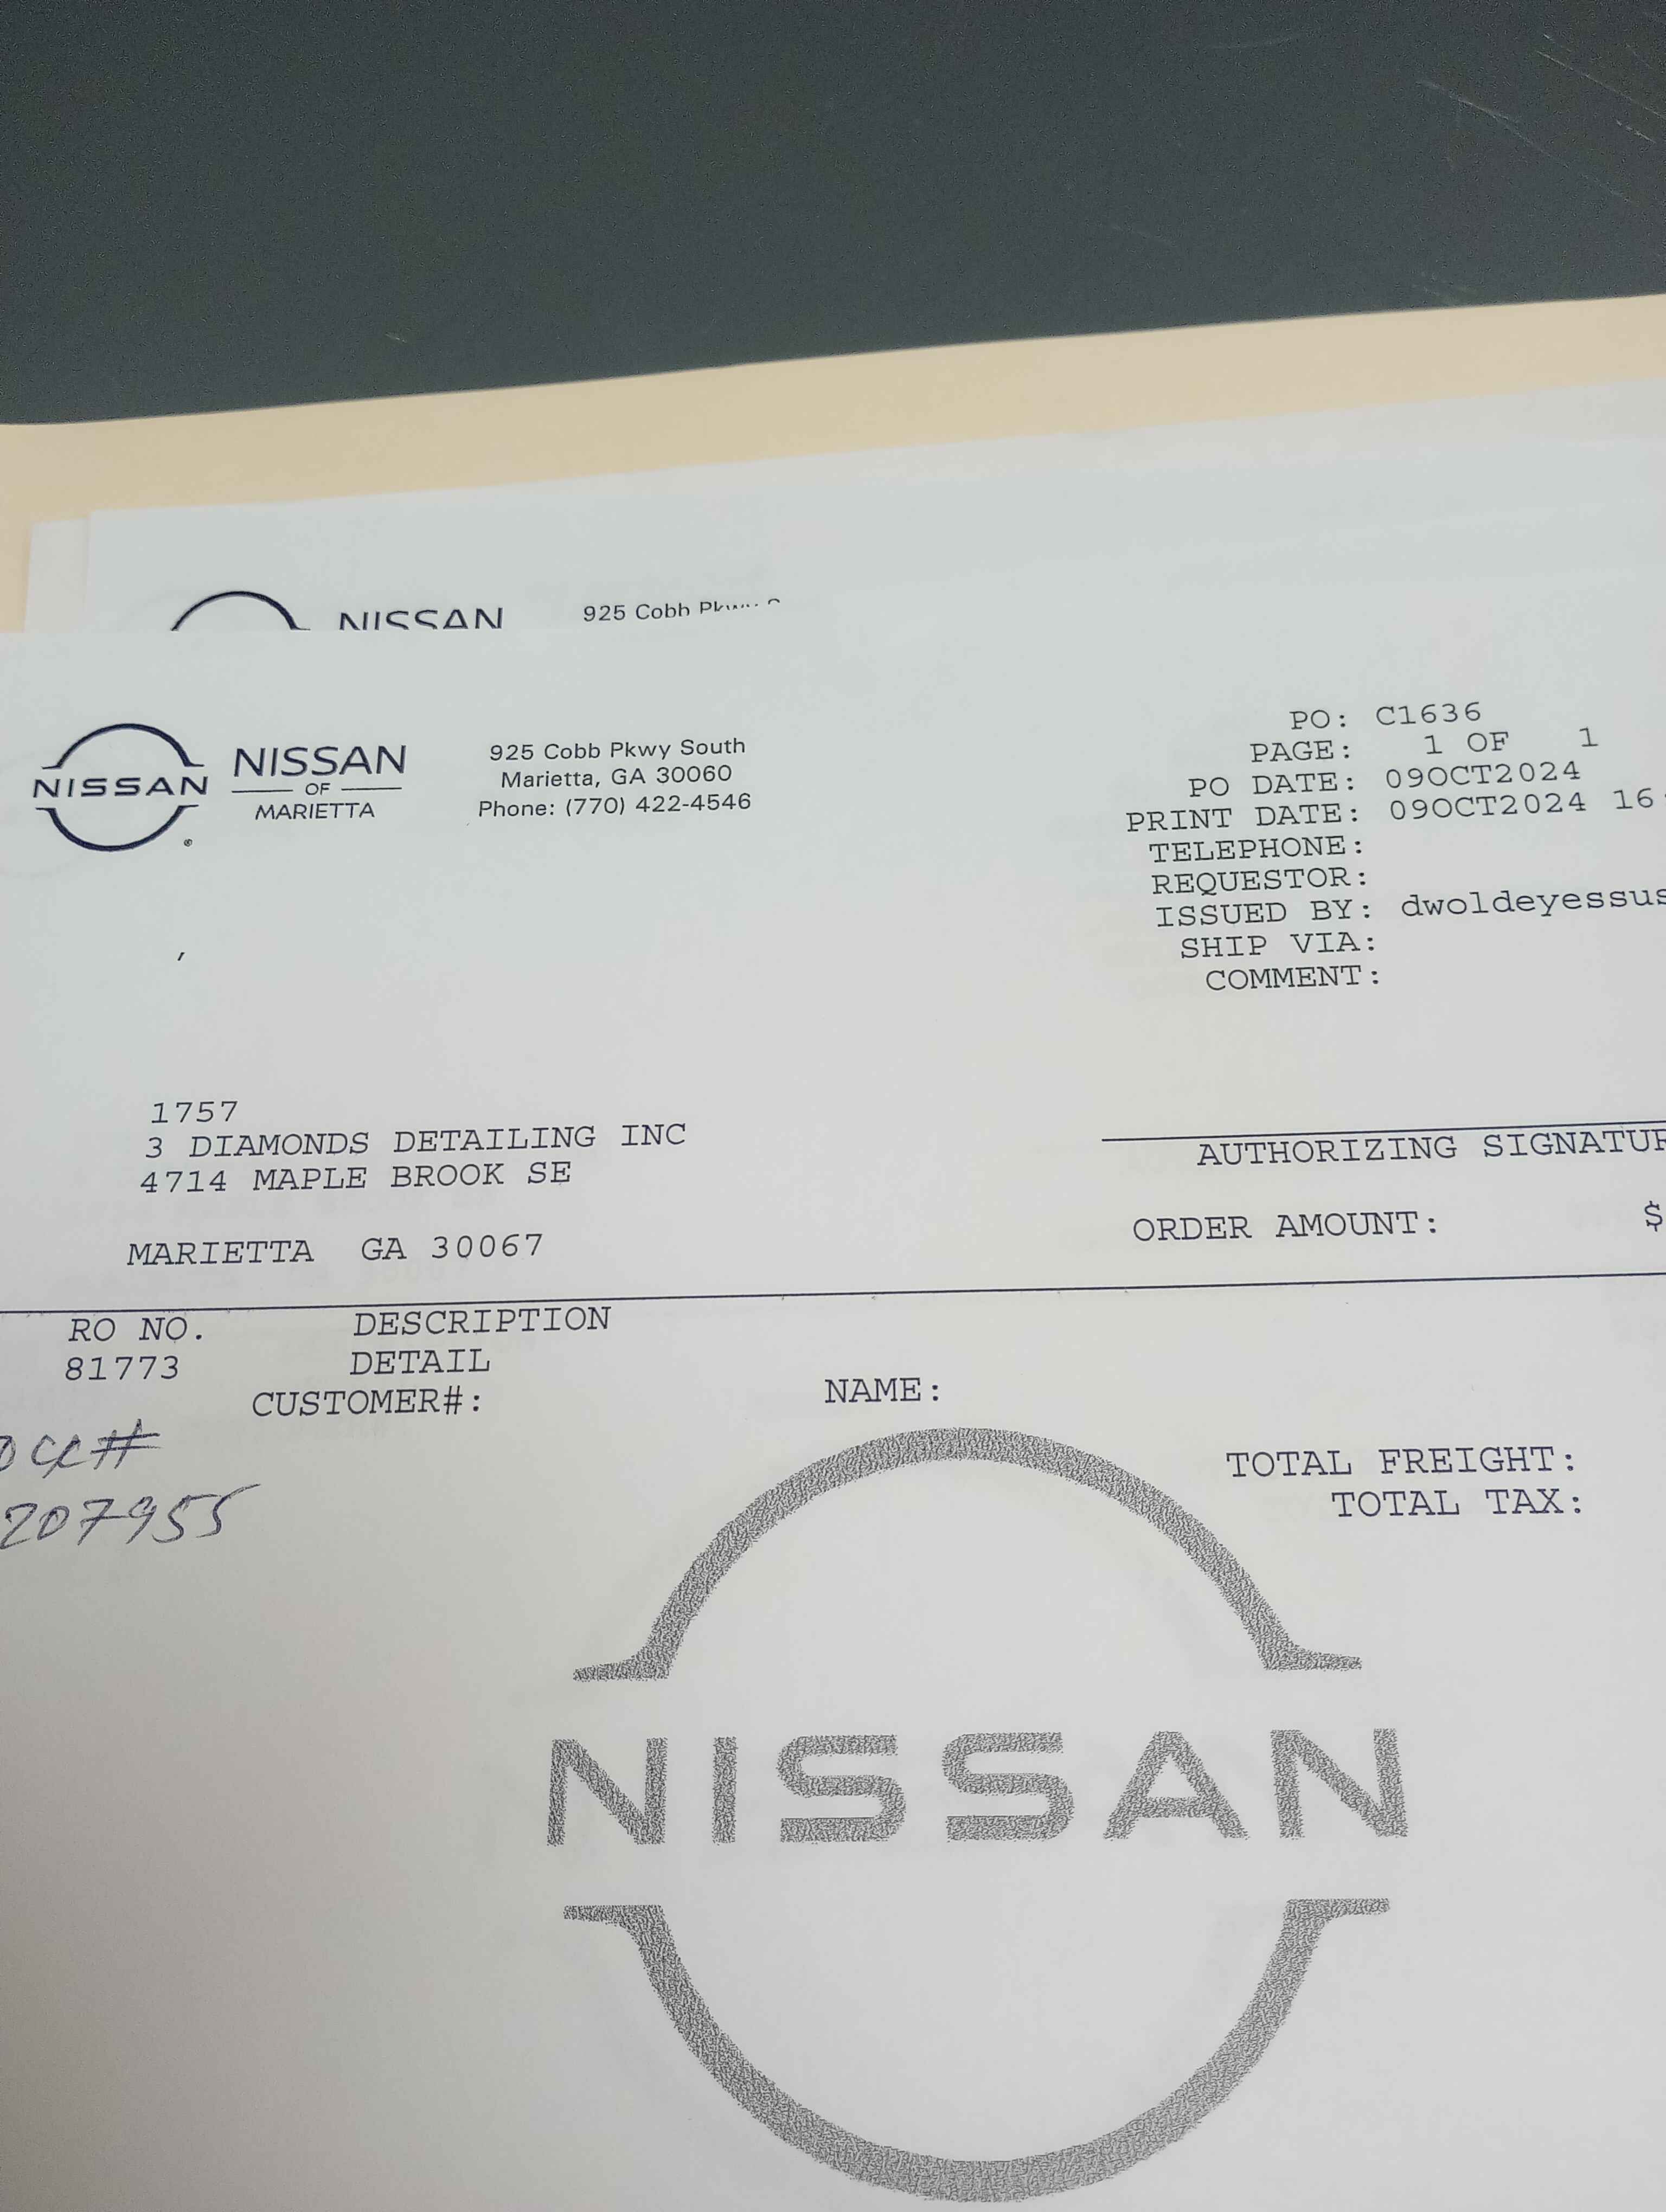 NISSAN
925 Cobb
NISSAN
NISSAN
OF
MARIETTA
925 Cobb Pkwy South
Marietta, GA 30060
Phone: (770) 422-4546
PO: C1636
PAGE: 1 OF 1
PO DATE: 09OCT2024
PRINT DATE: 09OCT2024 16
TELEPHONE:
REQUESTOR:
ISSUED BY: dwoldeyessus
SHIP VIA:
COMMENT:
,
1757
3 DIAMONDS DETAILING INC
4714 MAPLE BROOK SE
MARIETTA GA 30067
AUTHORIZING SIGNATUR
ORDER AMOUNT: $
RO NO. DESCRIPTION
81773 DETAIL
CUSTOMER#: NAME:
207955
TOTAL FREIGHT:
TOTAL TAX:
NISSAN